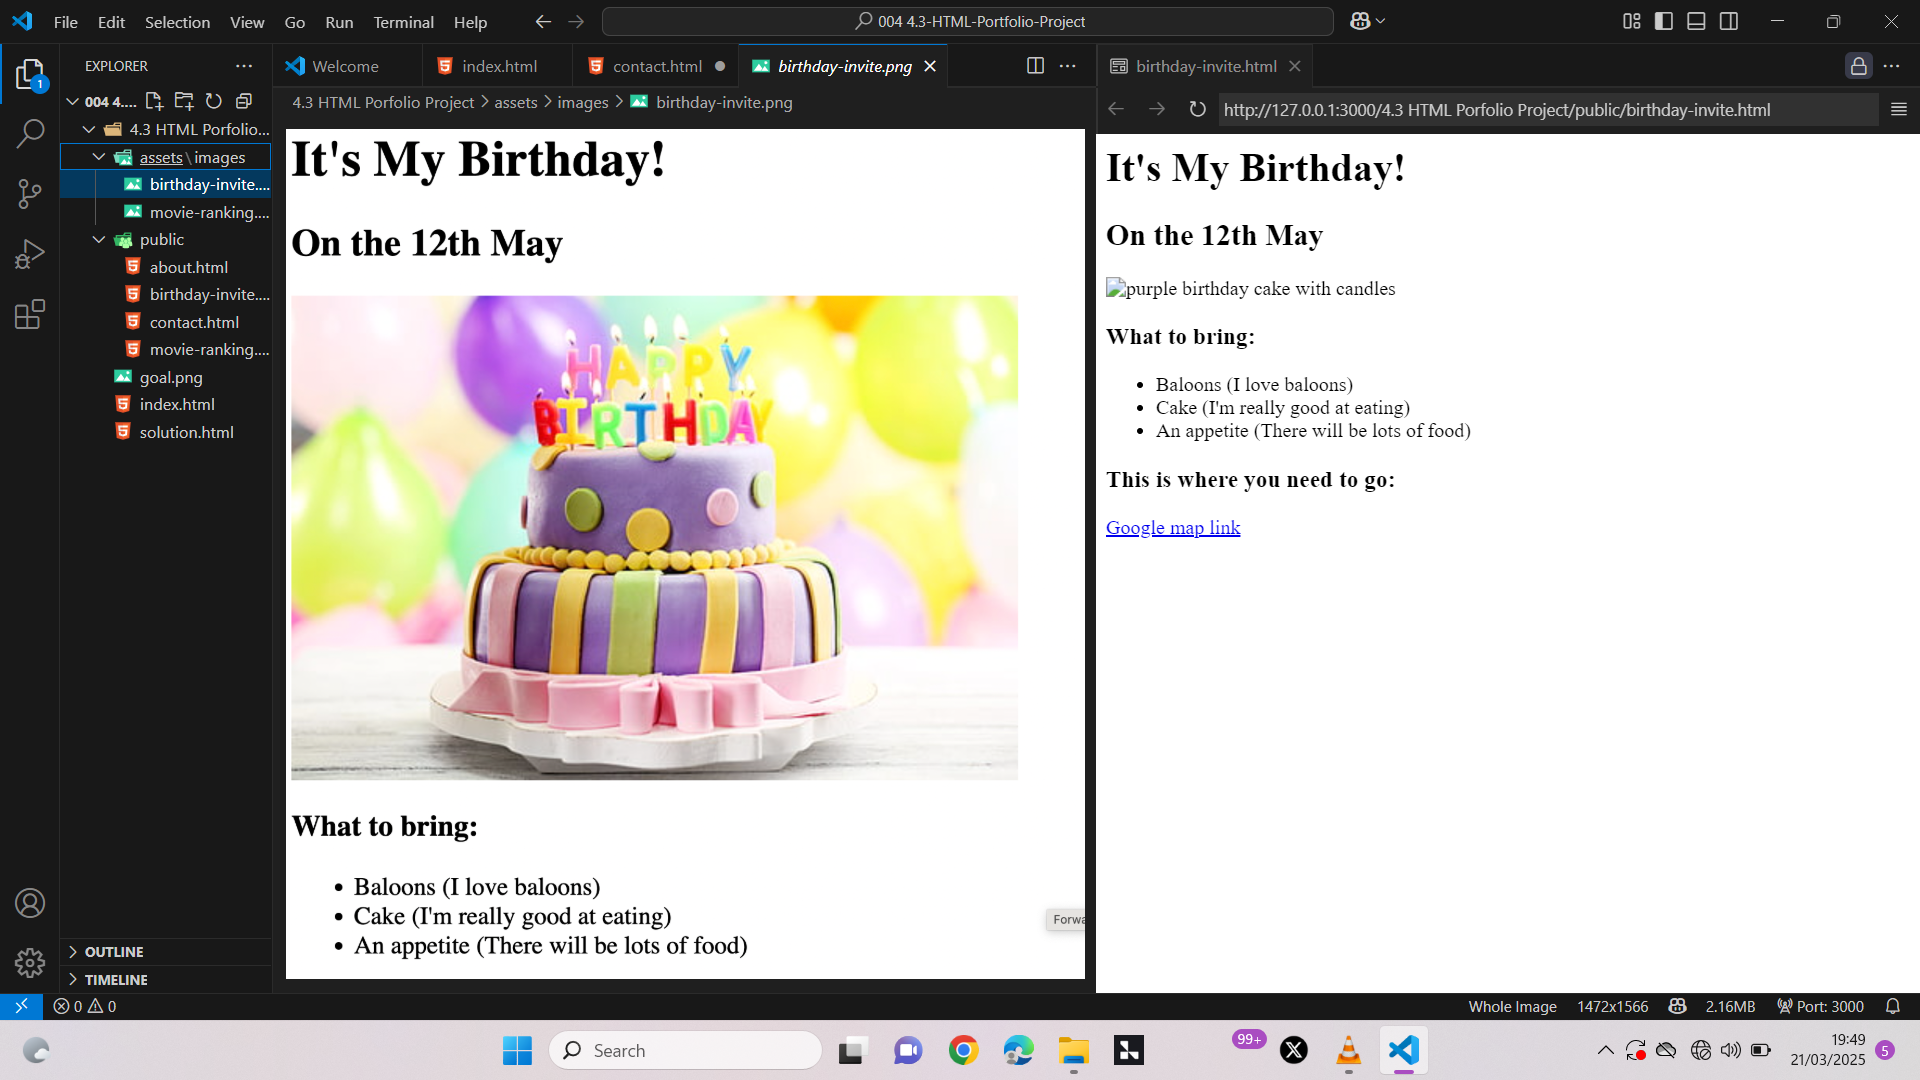 File Edit Selection View Go Run Terminal Help
004 4.3-HTML-Portfolio-Project
EXPLORER
1
004 4....
4.3 HTML Porfolio...
assets\images
birthday-invite....
movie-ranking....
public
about.html
birthday-invite....
contact.html
movie-ranking....
goal.png
index.html
solution.html
OUTLINE
TIMELINE
Welcome
index.html
contact.html
birthday-invite.png
4.3 HTML Porfolio Project > assets > images > birthday-invite.png
It's My Birthday!
On the 12th May
HAPPY
BIRTHDAY
What to bring:
• Baloons (I love baloons)
• Cake (I'm really good at eating)
• An appetite (There will be lots of food)
Forwa
birthday-invite.html
http://127.0.0.1:3000/4.3 HTML Porfolio Project/public/birthday-invite.html
It's My Birthday!
On the 12th May
purple birthday cake with candles
What to bring:
• Baloons (I love baloons)
• Cake (I'm really good at eating)
• An appetite (There will be lots of food)
This is where you need to go:
Google map link
0 0
Whole Image 1472x1566 2.16MB Port: 3000
Search
99+
19:49
21/03/2025
5